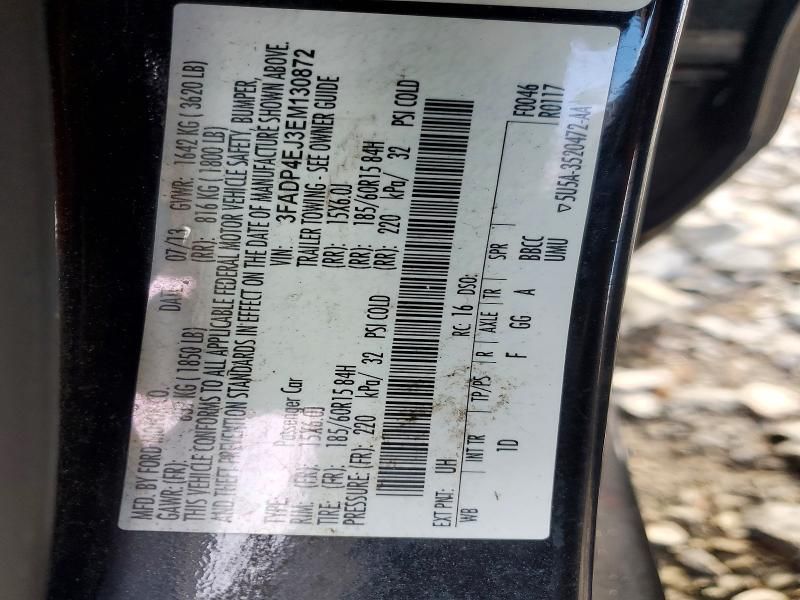 MFD. BY FORD MOTOR CO.
DATE: 07/13 GVWR: 1642 KG ( 3620 LB)
GAWR: (FR): KG ( 1850 LB) (RR): 816 KG ( 1800 LB)
THIS VEHICLE CONFORMS TO ALL APPLICABLE FEDERAL MOTOR VEHICLE SAFETY, BUMPER,
AND THEFT PREVENTION STANDARDS IN EFFECT ON THE DATE OF MANUFACTURE SHOWN ABOVE.
VIN: 3FADP4EJ3EM130872
TYPE: Passenger Car TRAILER TOWING - SEE OWNER GUIDE
RIM: (FR): 15X6.0J (RR): 15X6.0J
TIRE: (FR): 185/60R15 84H (RR): 185/60R15 84H
PRESSURE: (FR): 220 kPa/ 32 PSI COLD (RR): 220 kPa/ 32 PSI COLD
EXT PNT: UH RC: 16 DSO:
WB INT TR TP/PS R AXLE TR SPR F0046
R0117
1D F GG A BBCC
UMU ▽5U5A-3520472-AA